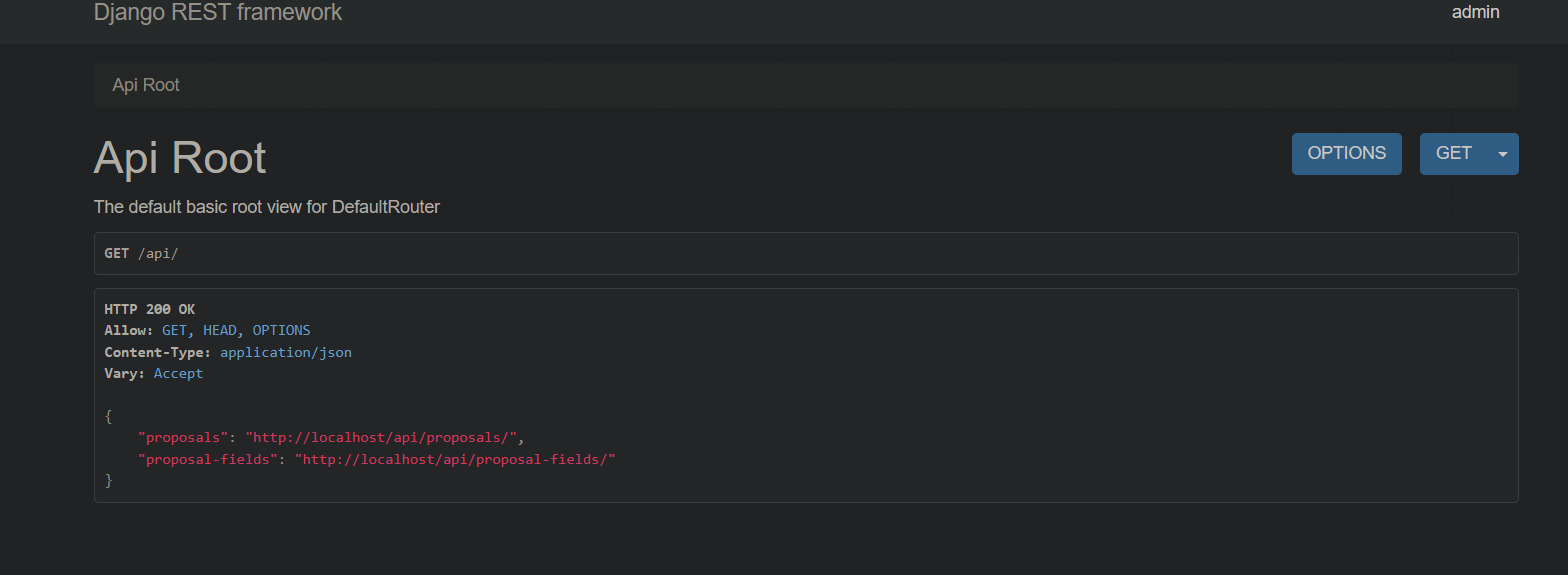 Django REST framework
admin
Api Root
Api Root
OPTIONS
GET
The default basic root view for DefaultRouter
GET /api/
HTTP 200 OK
Allow: GET, HEAD, OPTIONS
Content-Type: application/json
Vary: Accept
{
    "proposals": "http://localhost/api/proposals/",
    "proposal-fields": "http://localhost/api/proposal-fields/"
}